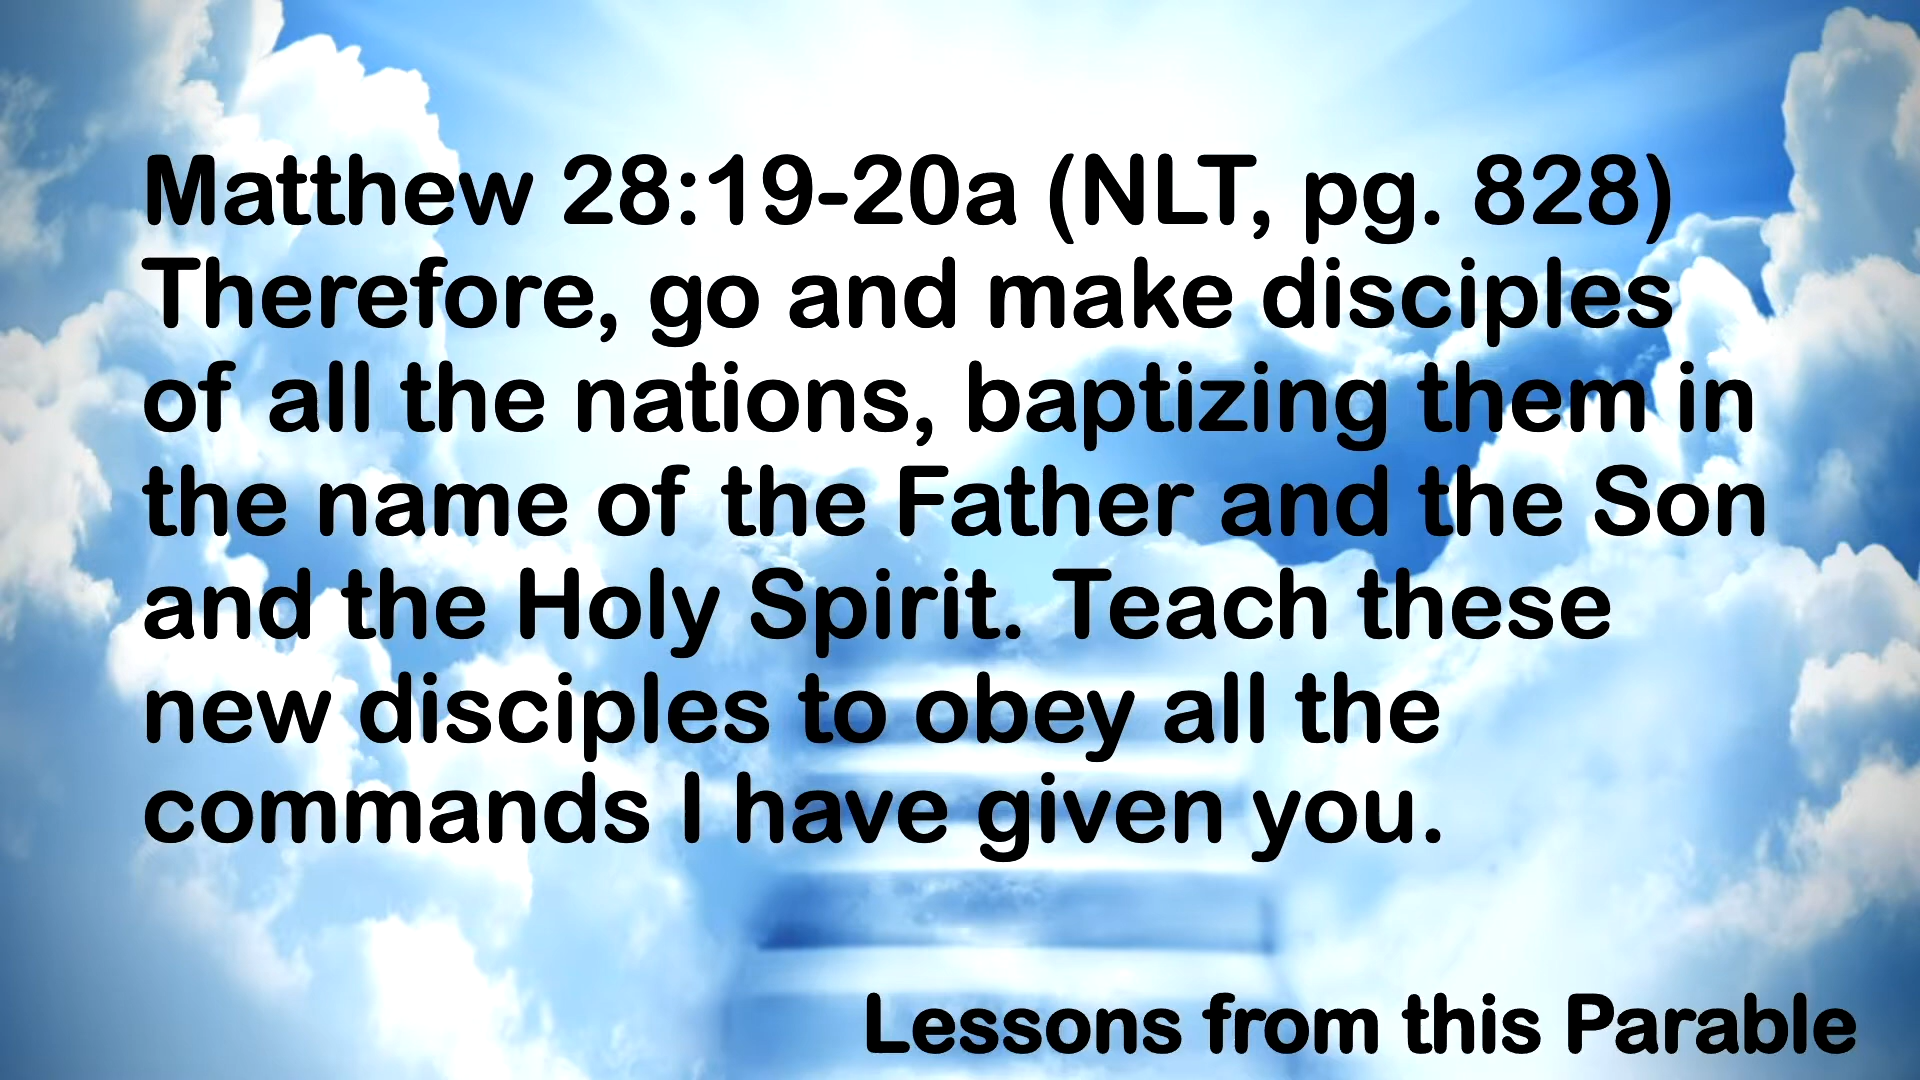 Matthew 28:19-20a (NLT, pg. 828)
Therefore, go and make disciples
of all the nations, baptizing them in
the name of the Father and the Son
and the Holy Spirit. Teach these
new disciples to obey all the
commands I have given you.
Lessons from this Parable